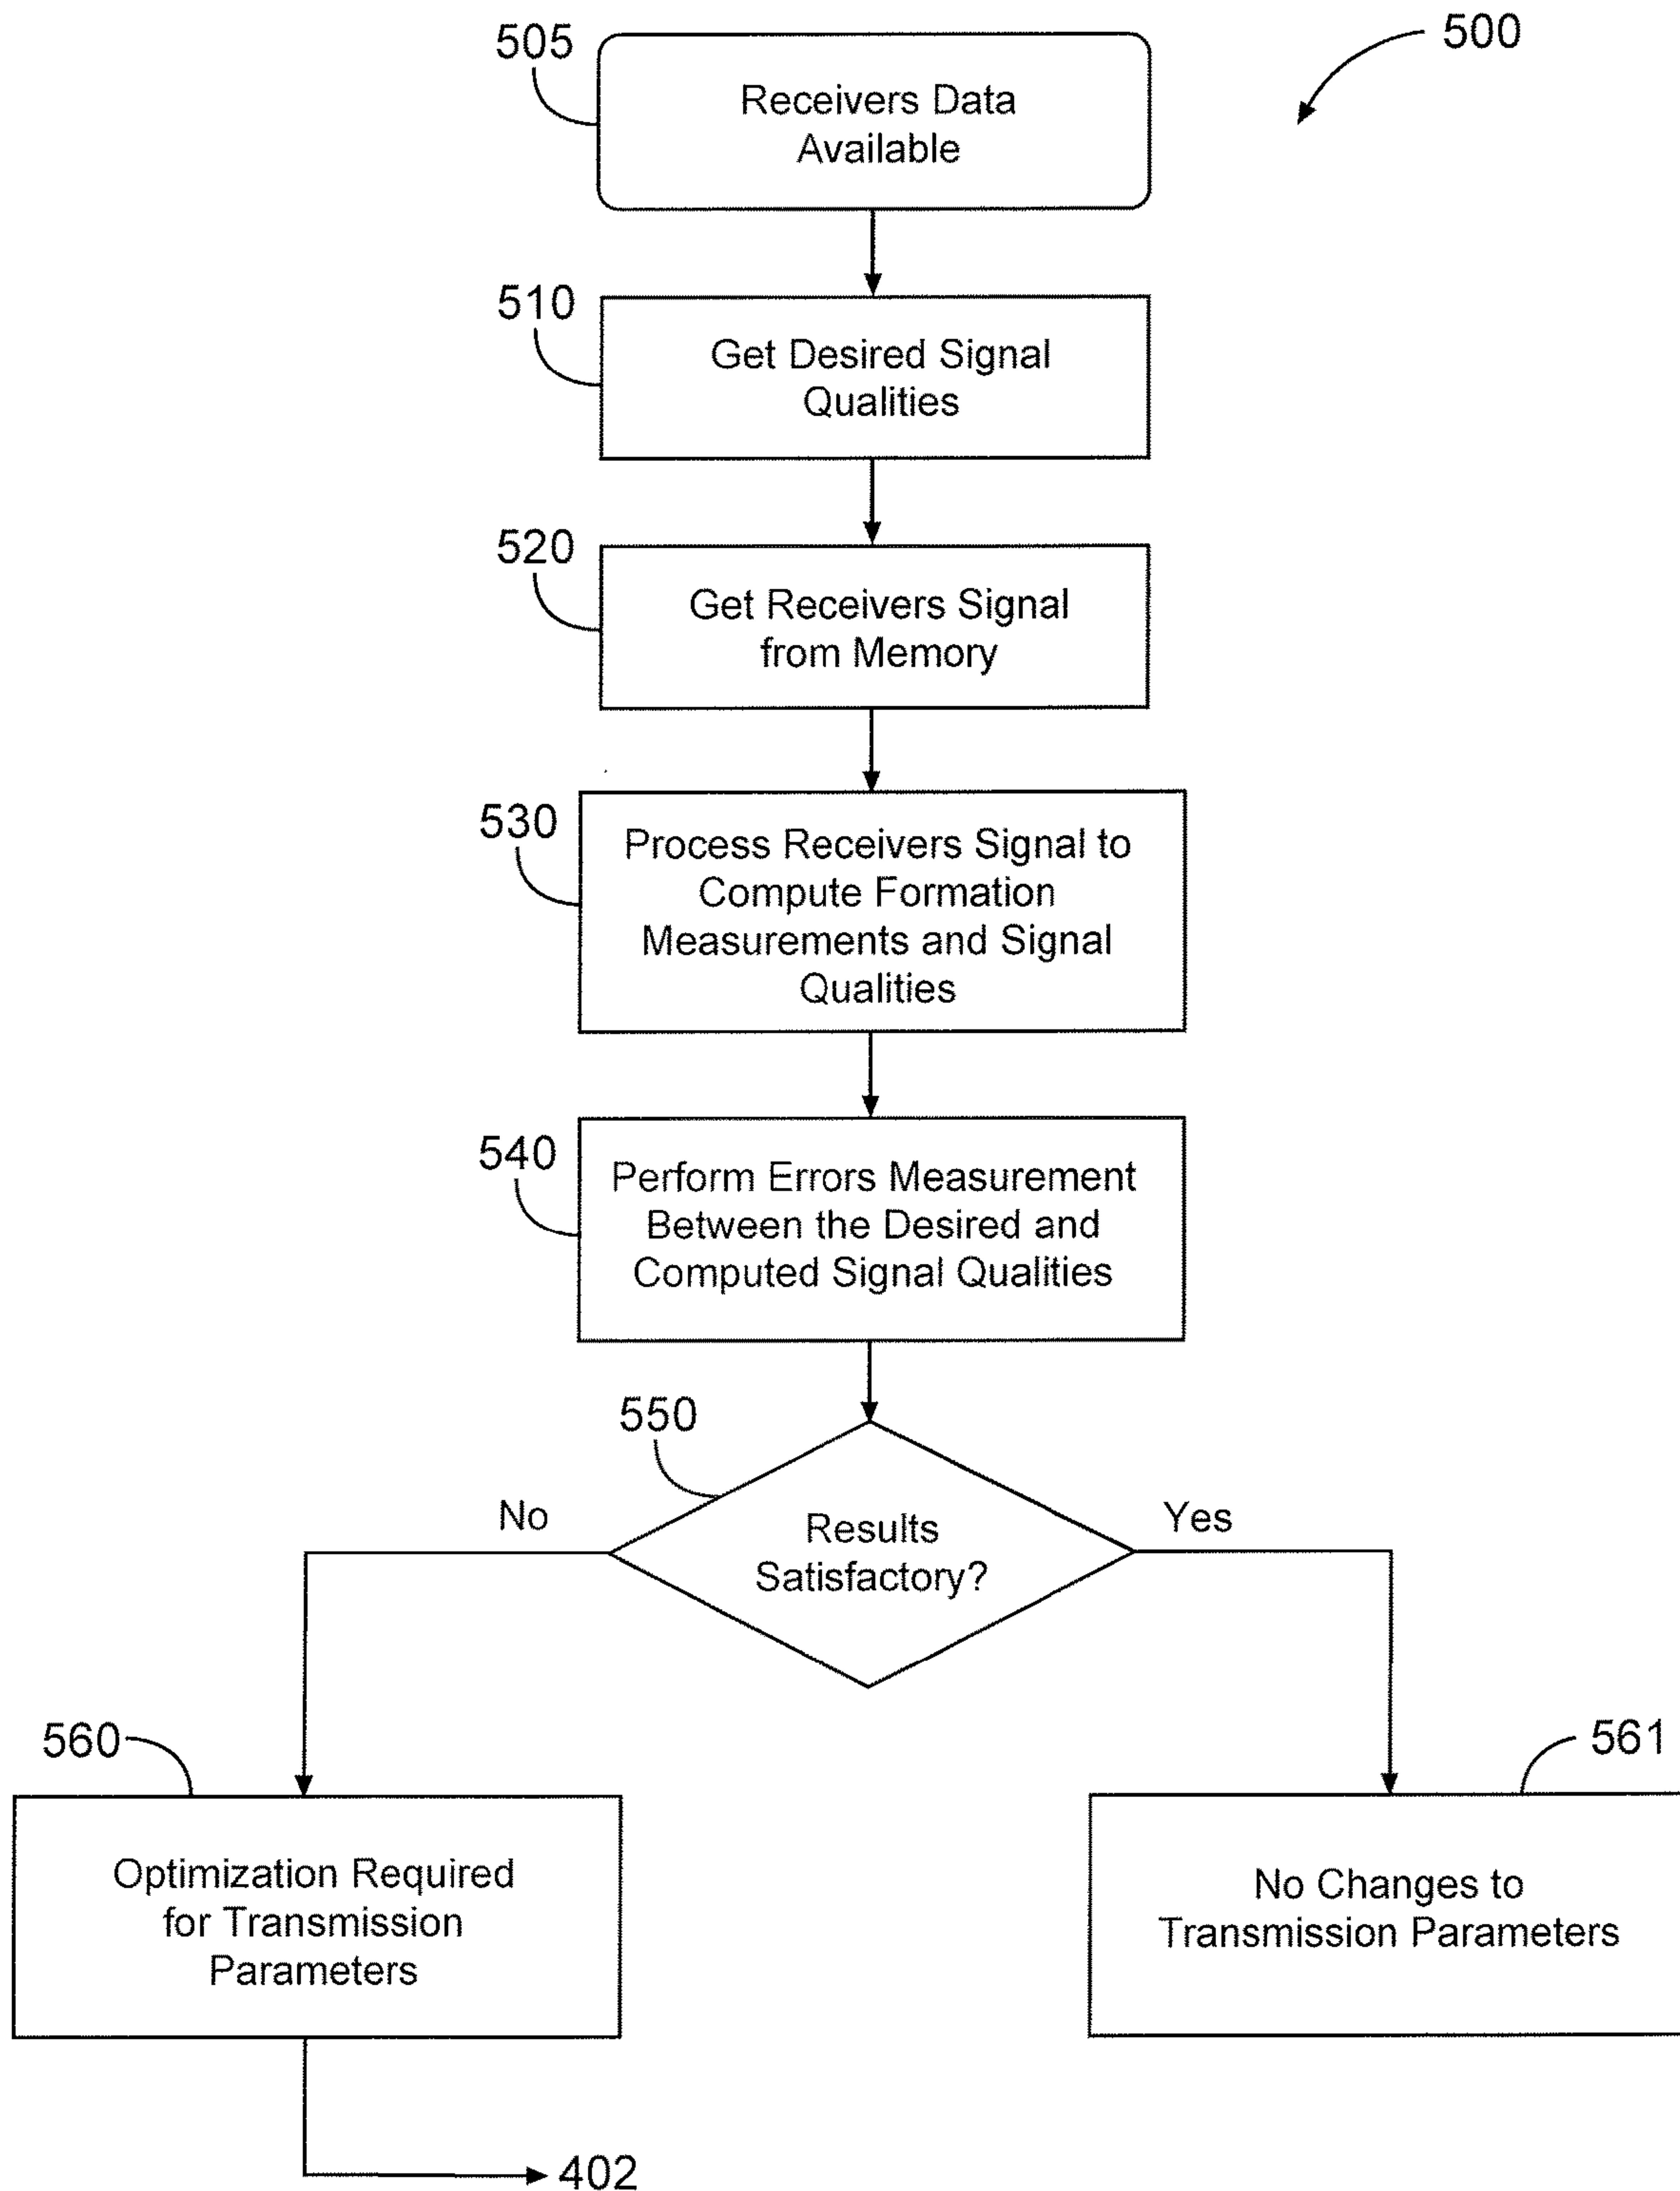 500
505
Receivers Data
Available
510
Get Desired Signal
Qualities
520
Get Receivers Signal
from Memory
530
Process Receivers Signal to
Compute Formation
Measurements and Signal
Qualities
540
Perform Errors Measurement
Between the Desired and
Computed Signal Qualities
550
No
Results
Satisfactory?
Yes
560
Optimization Required
for Transmission
Parameters
561
No Changes to
Transmission Parameters
402